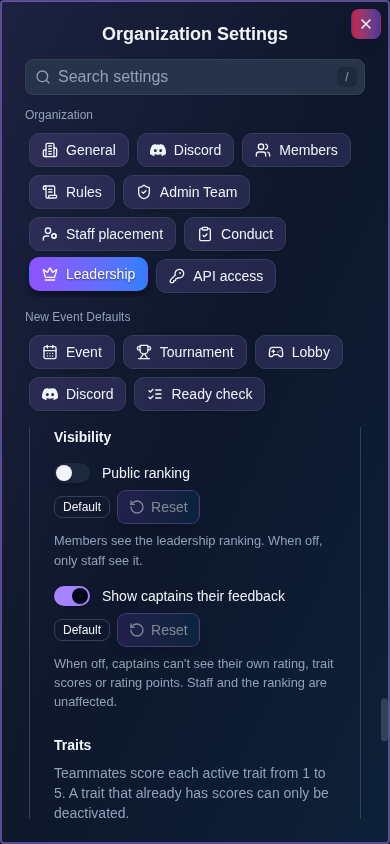 Organization Settings
Search settings /
Organization
General Discord Members
Rules Admin Team
Staff placement Conduct
Leadership API access
New Event Defaults
Event Tournament Lobby
Discord Ready check
Visibility
Public ranking
Default Reset
Members see the leadership ranking. When off,
only staff see it.
Show captains their feedback
Default Reset
When off, captains can't see their own rating, trait
scores or rating points. Staff and the ranking are
unaffected.
Traits
Teammates score each active trait from 1 to
5. A trait that already has scores can only be
deactivated.